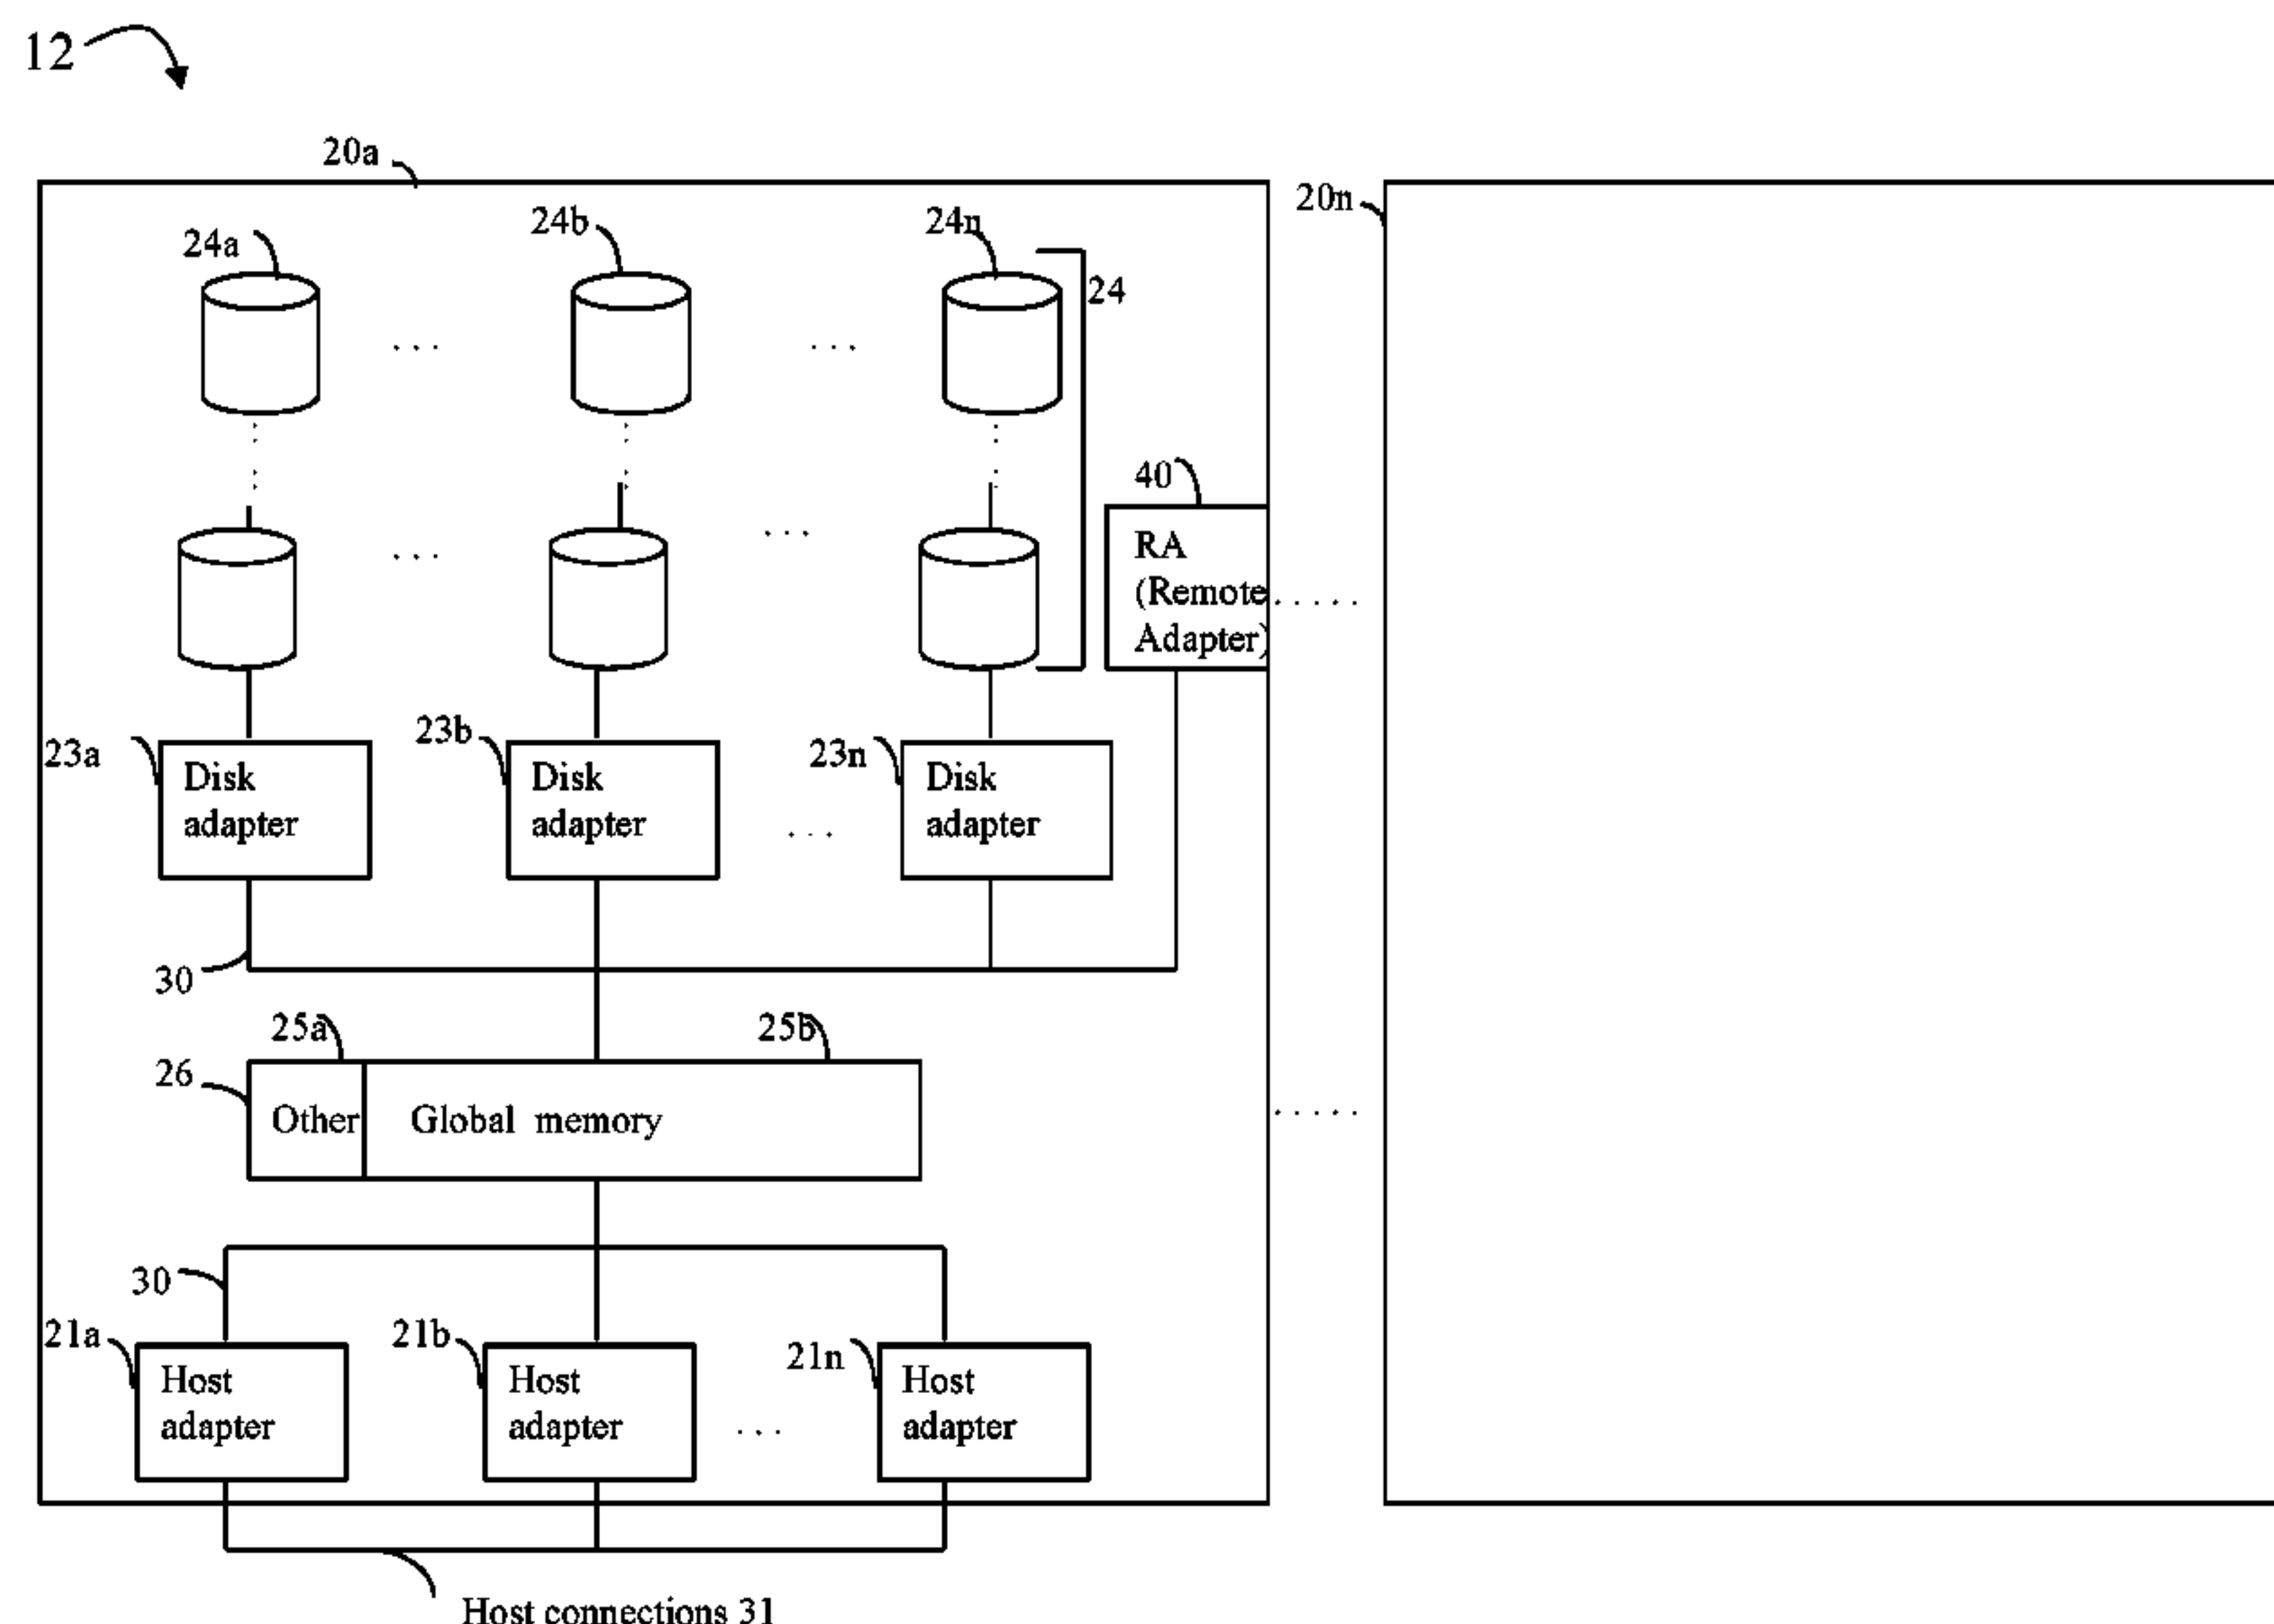 12
20a
20n
24a
24b
24n
24
40
RA
(Remote
Adapter)
23a
23b
23n
Disk
adapter
Disk
adapter
Disk
adapter
30
25a
25b
26
Other
Global memory
30
21a
21b
21n
Host
adapter
Host
adapter
Host
adapter
Host connections 31